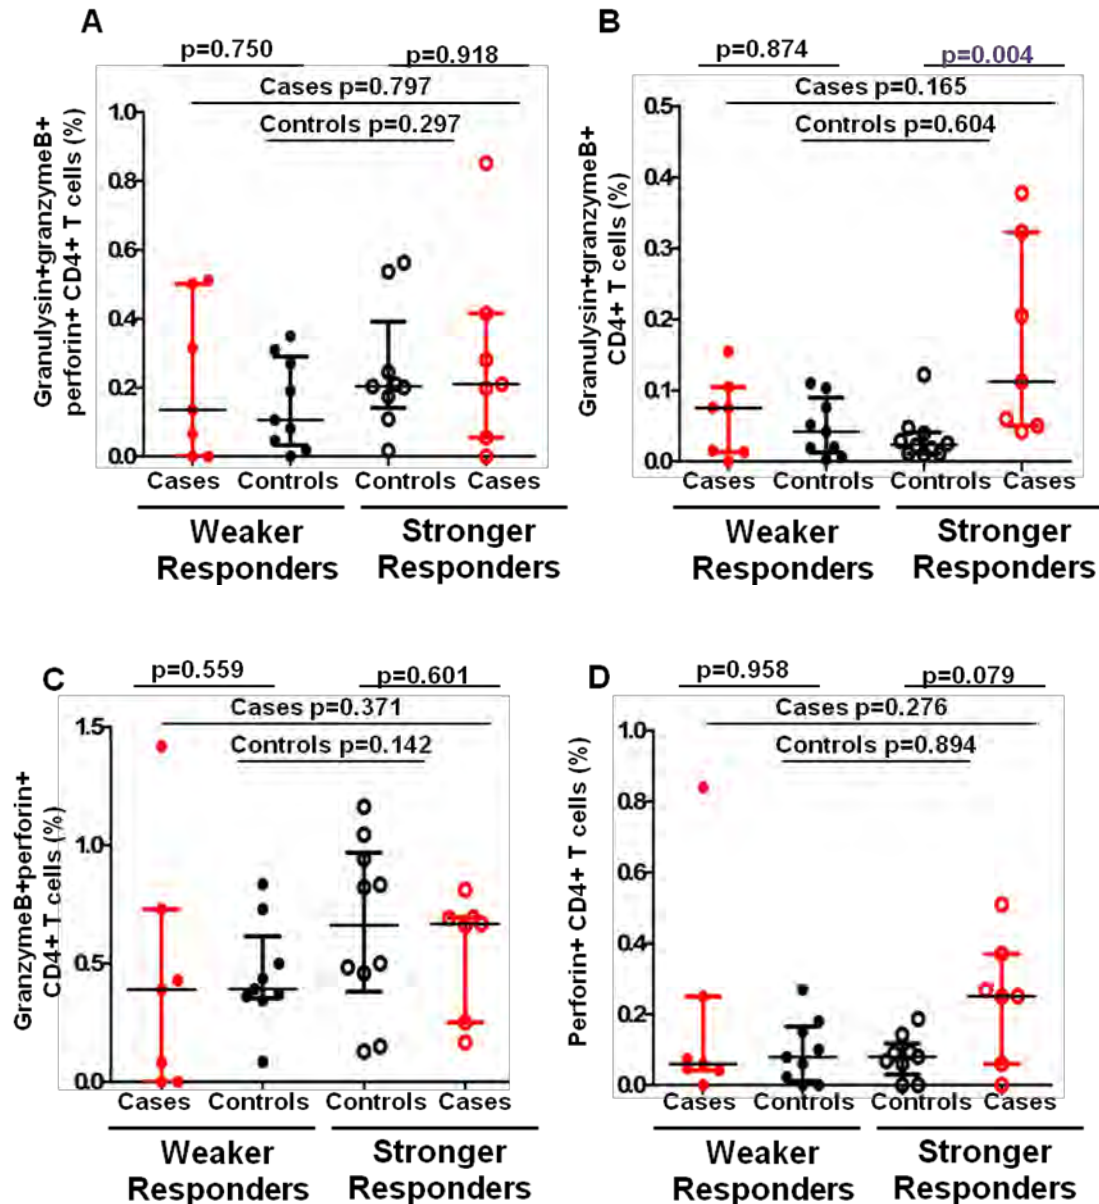 A
B
p=0.750
p=0.918
p=0.874
p=0.004
Cases p=0.797
Controls p=0.297
Cases p=0.165
Controls p=0.604
Granulysin+granzymeB+
perforin+ CD4+ T cells (%)
1.0
0.8
0.6
0.4
0.2
0.0
Cases Controls Controls Cases
Weaker
Responders
Stronger
Responders
Granulysin+granzymeB+
CD4+ T cells (%)
0.5
0.4
0.3
0.2
0.1
0.0
Cases Controls Controls Cases
Weaker
Responders
Stronger
Responders
C
D
p=0.559
p=0.601
p=0.958
p=0.079
Cases p=0.371
Controls p=0.142
Cases p=0.276
Controls p=0.894
GranzymeB+perforin+
CD4+ T cells (%)
1.5
1.0
0.5
0.0
Cases Controls Controls Cases
Weaker
Responders
Stronger
Responders
Perforin+ CD4+ T cells (%)
1.0
0.8
0.6
0.4
0.2
0.0
Cases Controls Controls Cases
Weaker
Responders
Stronger
Responders